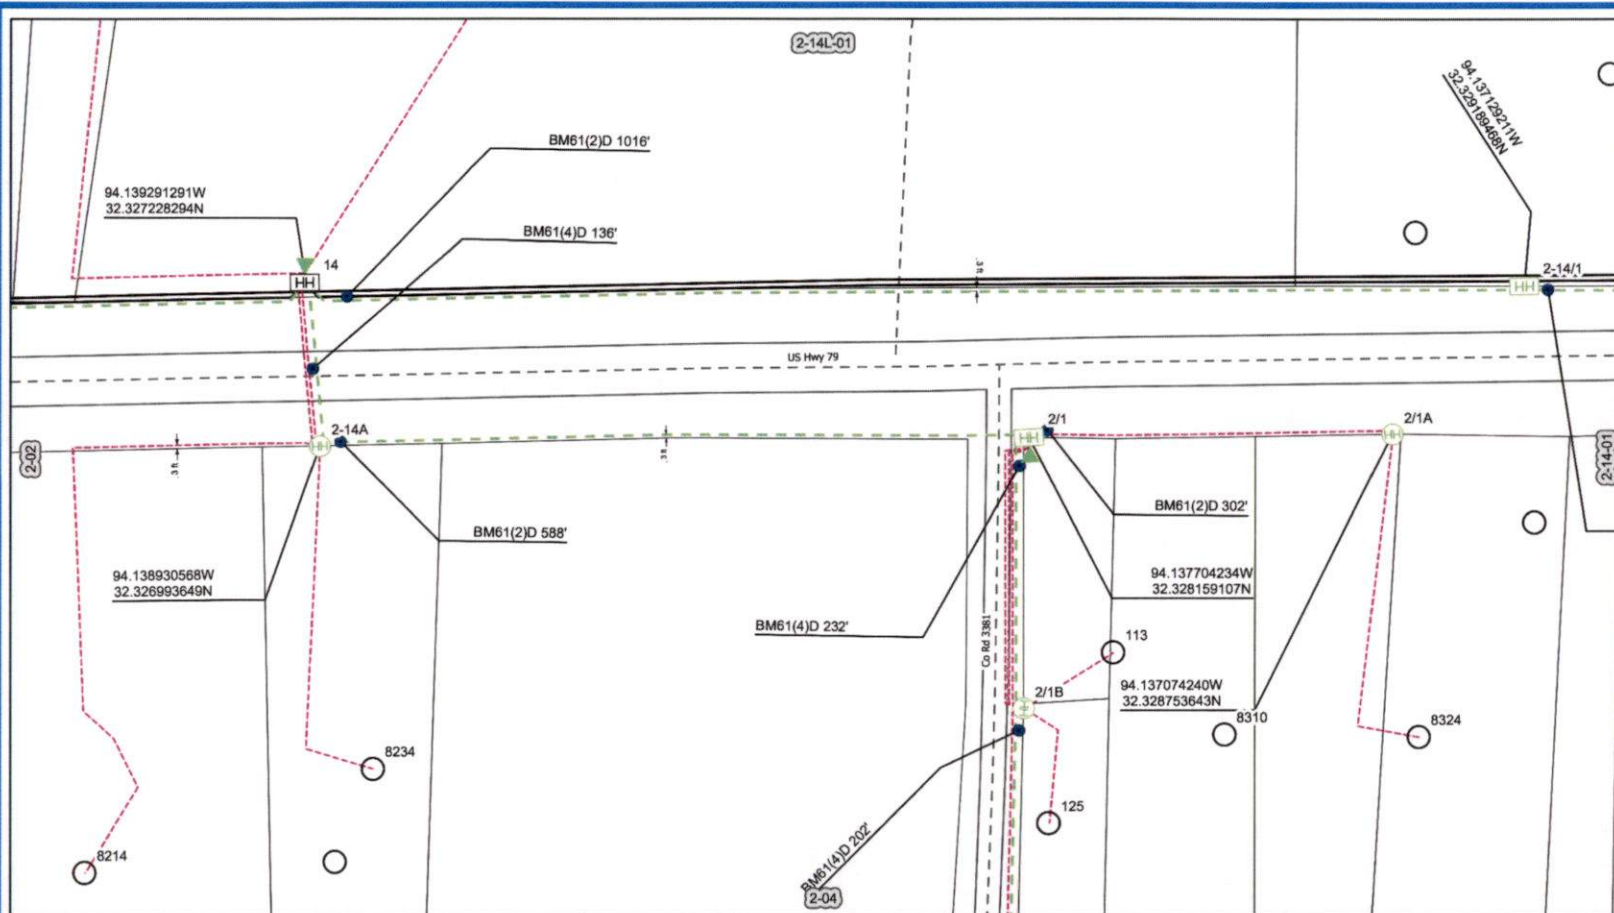 2-14L-01
94.137129211W
32.329189468N
BM61(2)D 1016'
94.139291291W
32.327228294N
BM61(4)D 136'
14
HH
.3 ft
2-14/1
HH
US Hwy 79
2-02
2-14A
HH
.3 ft
.3 ft
2/1
HH
2/1A
HH
2-14-01
BM61(2)D 588'
BM61(2)D 302'
94.138930568W
32.326993649N
94.137704234W
32.328159107N
BM61(4)D 232'
Co Rd 3381
113
94.137074240W
32.328753643N
2/1B
HH
8310
8324
8234
125
8214
BM61(4)D 202'
2-04